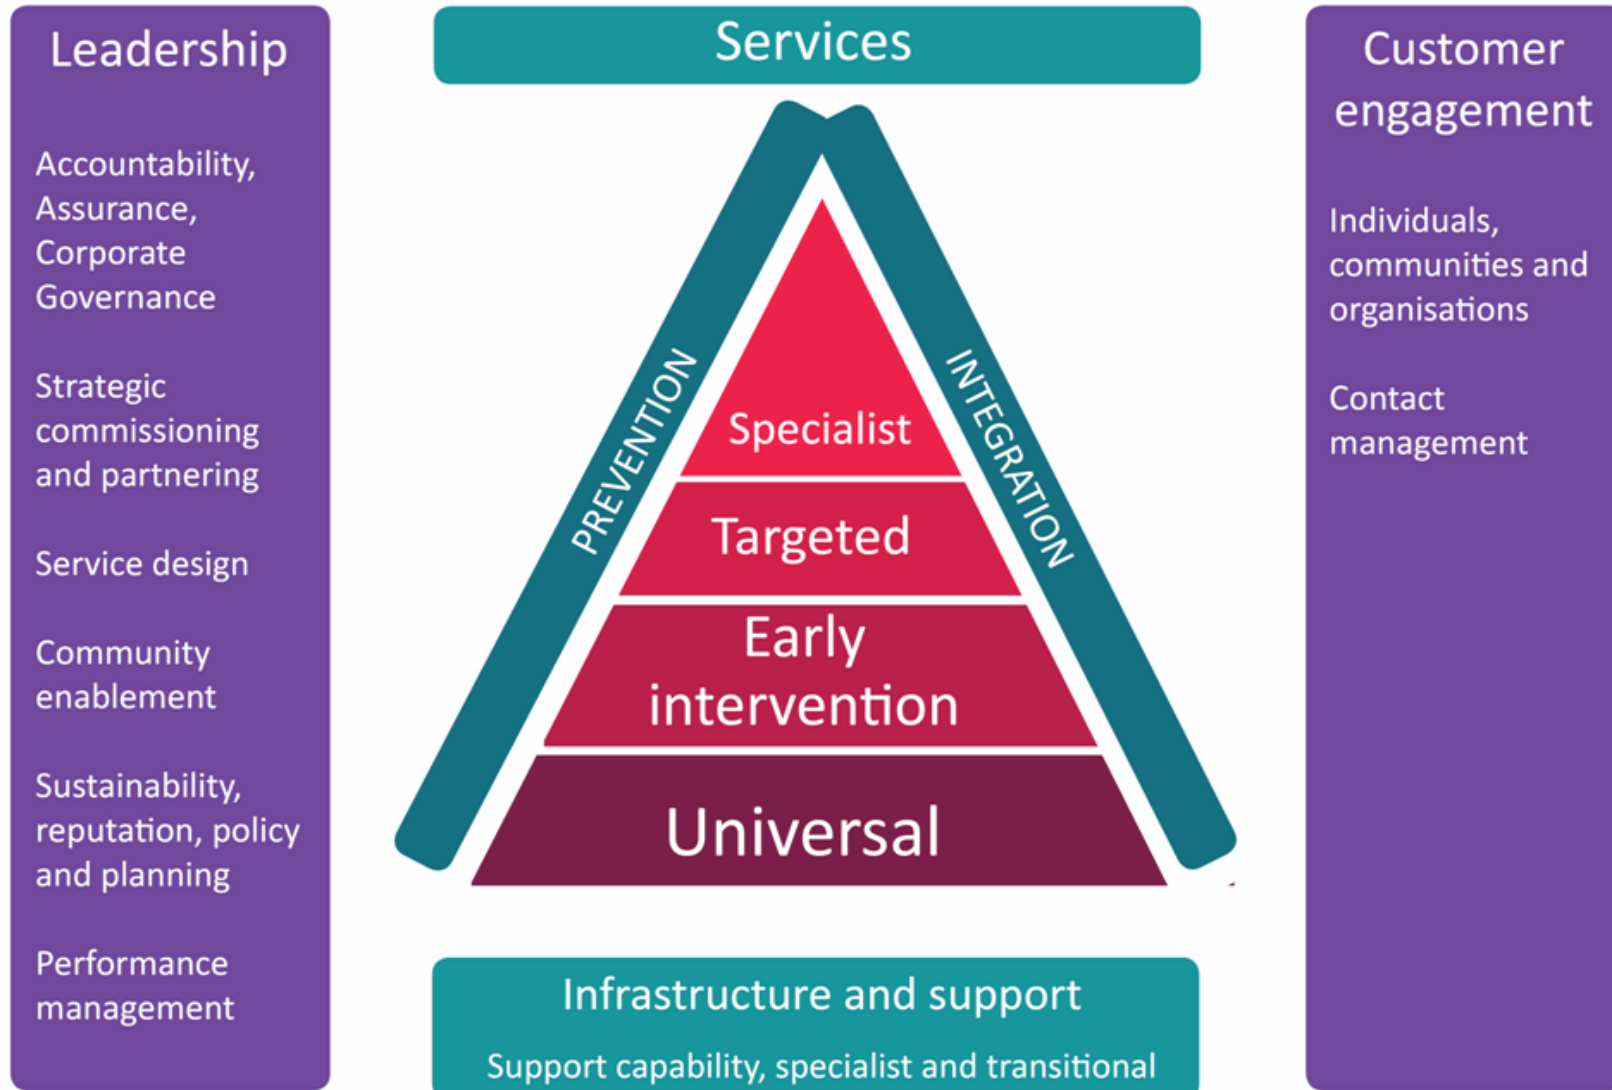 Leadership
Accountability,
Assurance,
Corporate
Governance
Strategic
commissioning
and partnering
Service design
Community
enablement
Sustainability,
reputation, policy
and planning
Performance
management
Services
PREVENTION
INTEGRATION
Specialist
Targeted
Early
intervention
Universal
Infrastructure and support
Support capability, specialist and transitional
Customer
engagement
Individuals,
communities and
organisations
Contact
management